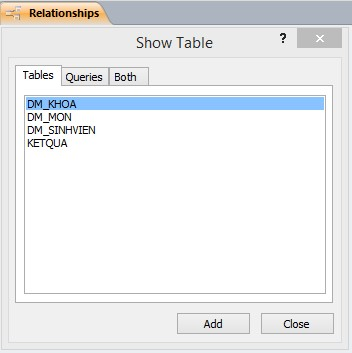 Relationships
Show Table
?
×
Tables
Queries
Both
DM_KHOA
DM_MON
DM_SINHVIEN
KETQUA
Add
Close